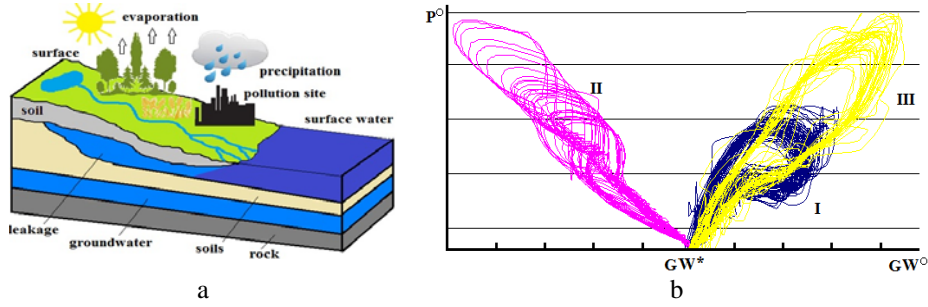 evaporation
surface
precipitation
pollution site
soil
surface water
leakage
groundwater
soils
rock
a
P○
II
III
I
GW*
GW○
b